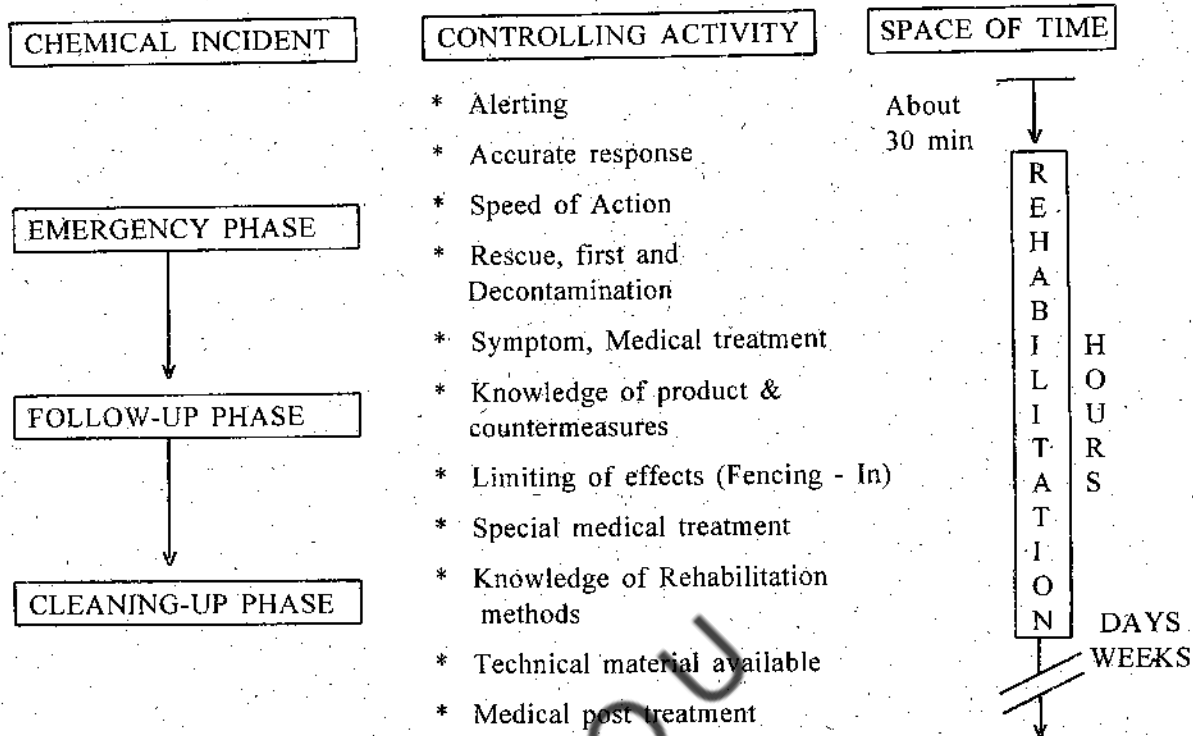 CHEMICAL INCIDENT
EMERGENCY PHASE
FOLLOW-UP PHASE
CLEANING-UP PHASE
CONTROLLING ACTIVITY
* Alerting
* Accurate response
* Speed of Action
* Rescue, first and
Decontamination
* Symptom, Medical treatment
* Knowledge of product &
countermeasures
* Limiting of effects (Fencing - In)
* Special medical treatment
* Knowledge of Rehabilitation
methods
* Technical material available
* Medical post treatment
SPACE OF TIME
About
30 min
REHABILITATION
HOURS
DAYS
WEEKS